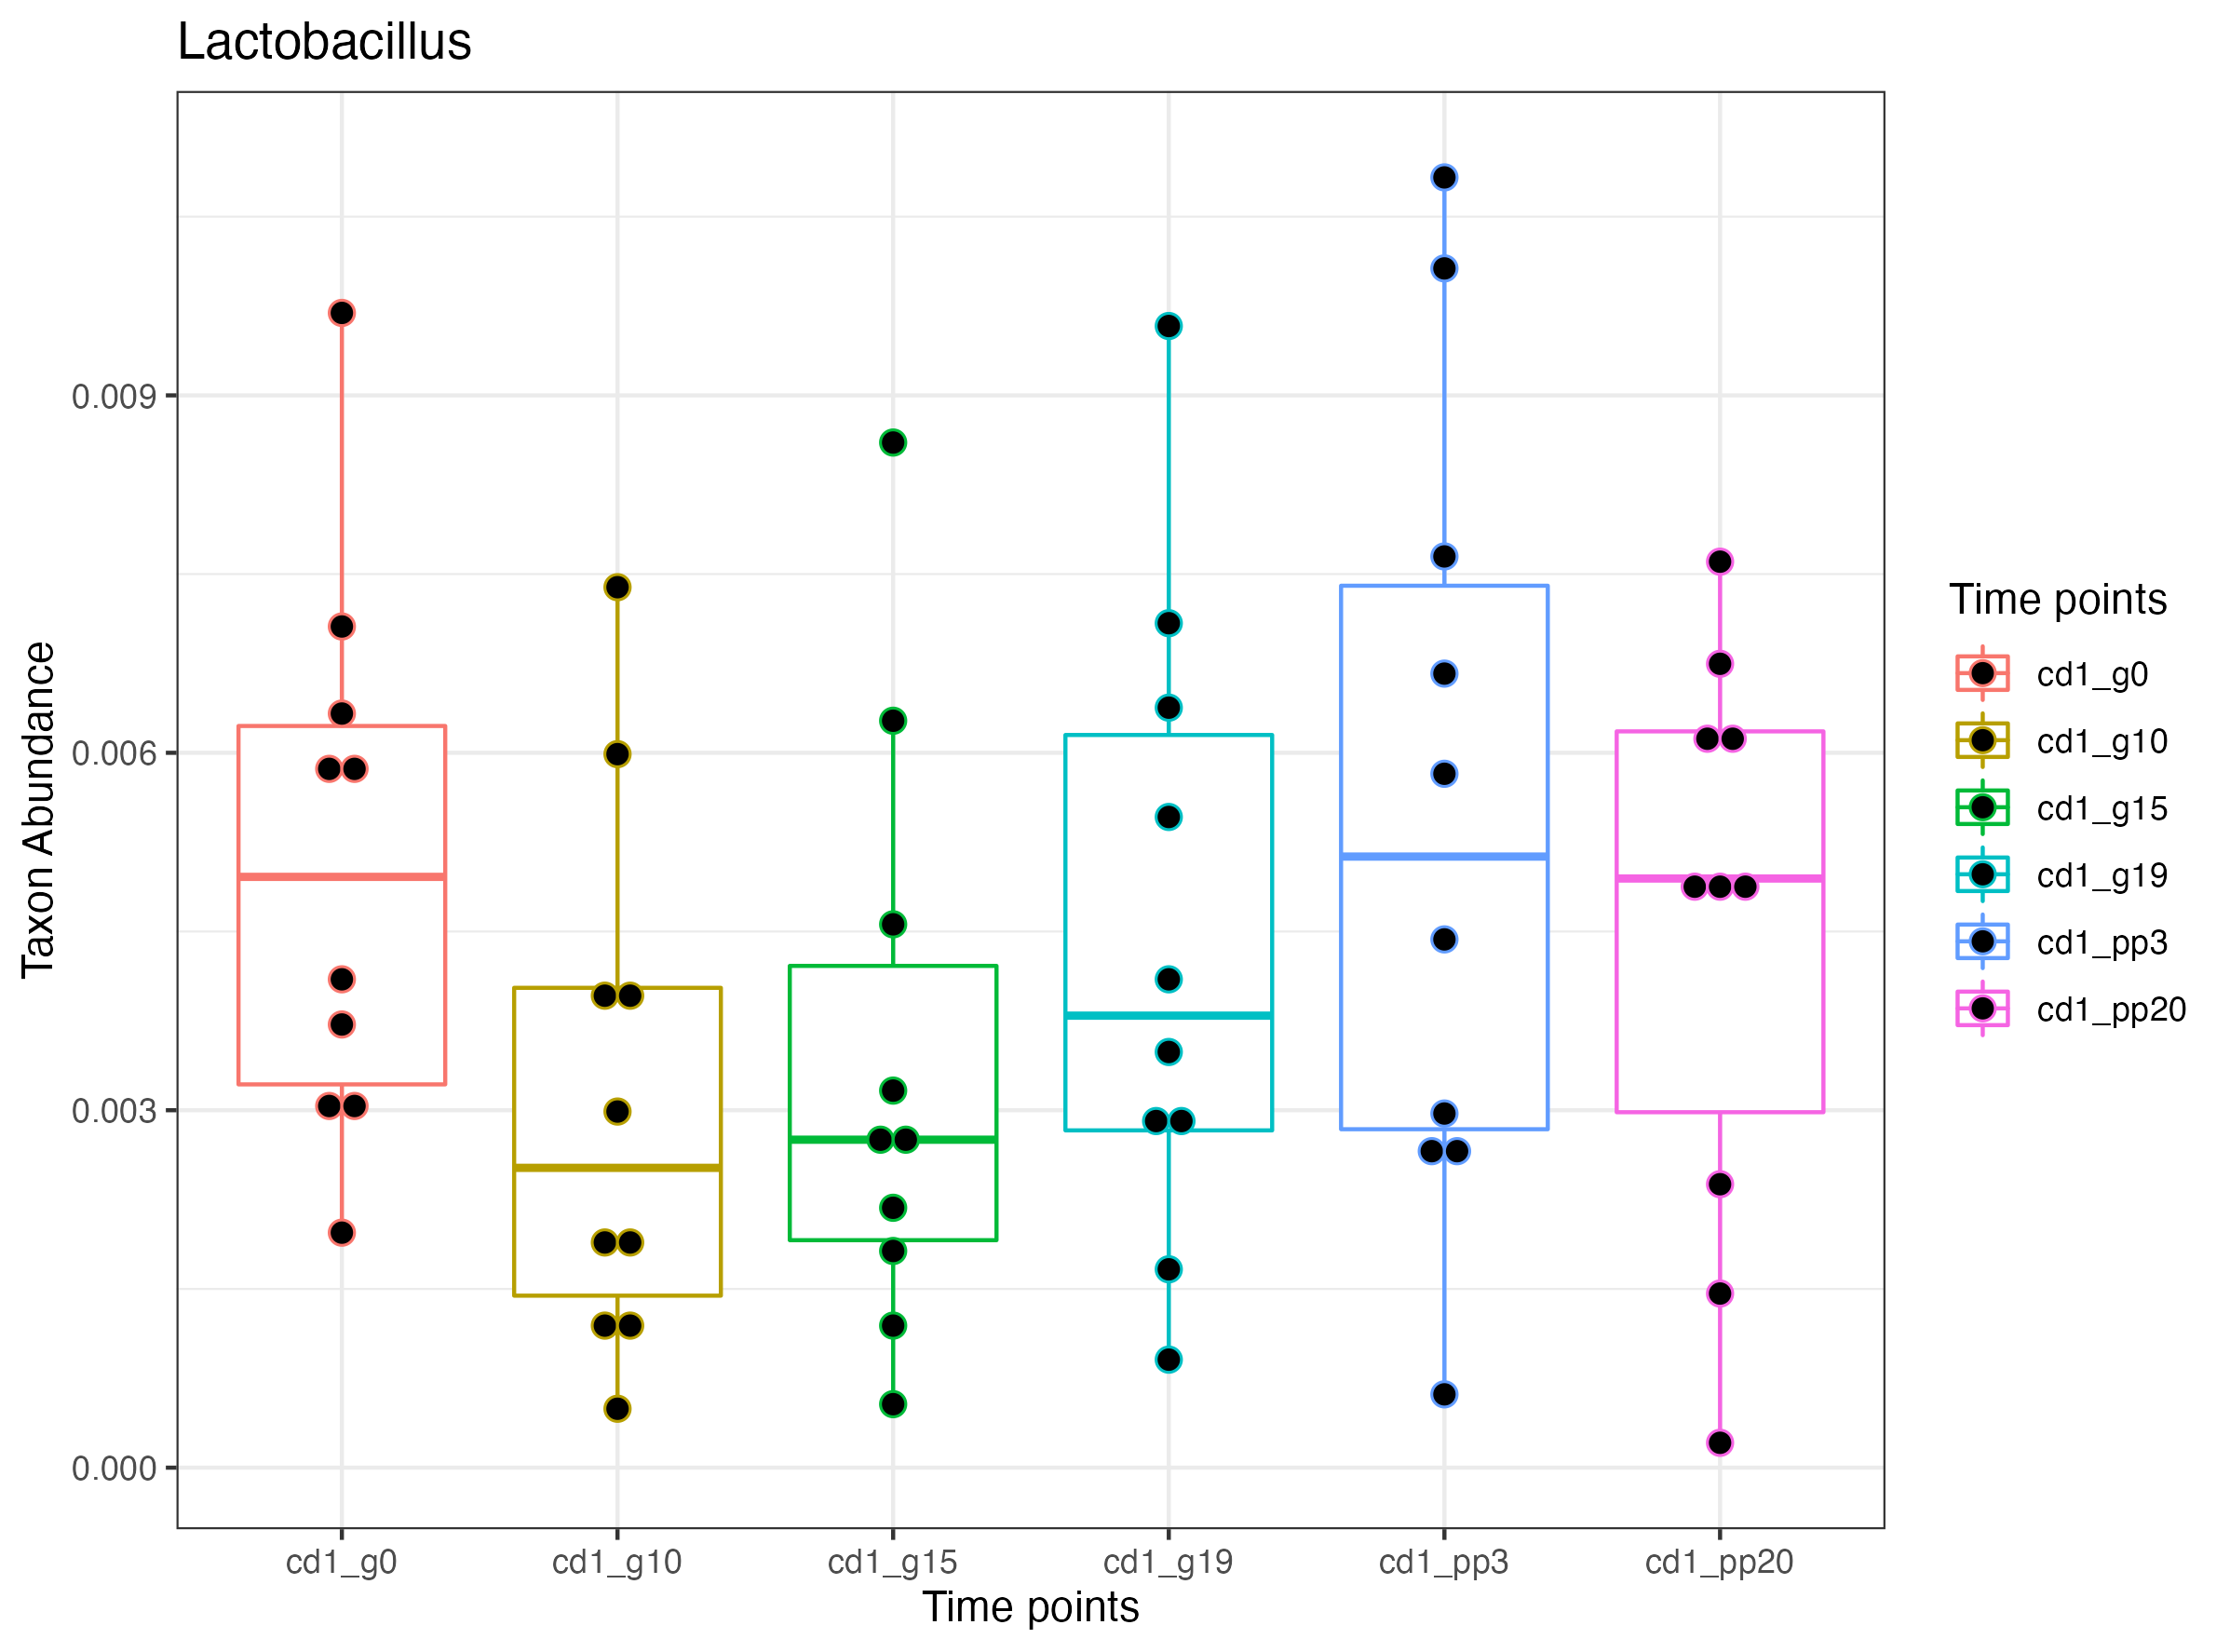 Lactobacillus
Taxon Abundance
0.009
0.006
0.003
0.000
cd1_g0
cd1_g10
cd1_g15
cd1_g19
cd1_pp3
cd1_pp20
Time points
Time points
cd1_g0
cd1_g10
cd1_g15
cd1_g19
cd1_pp3
cd1_pp20